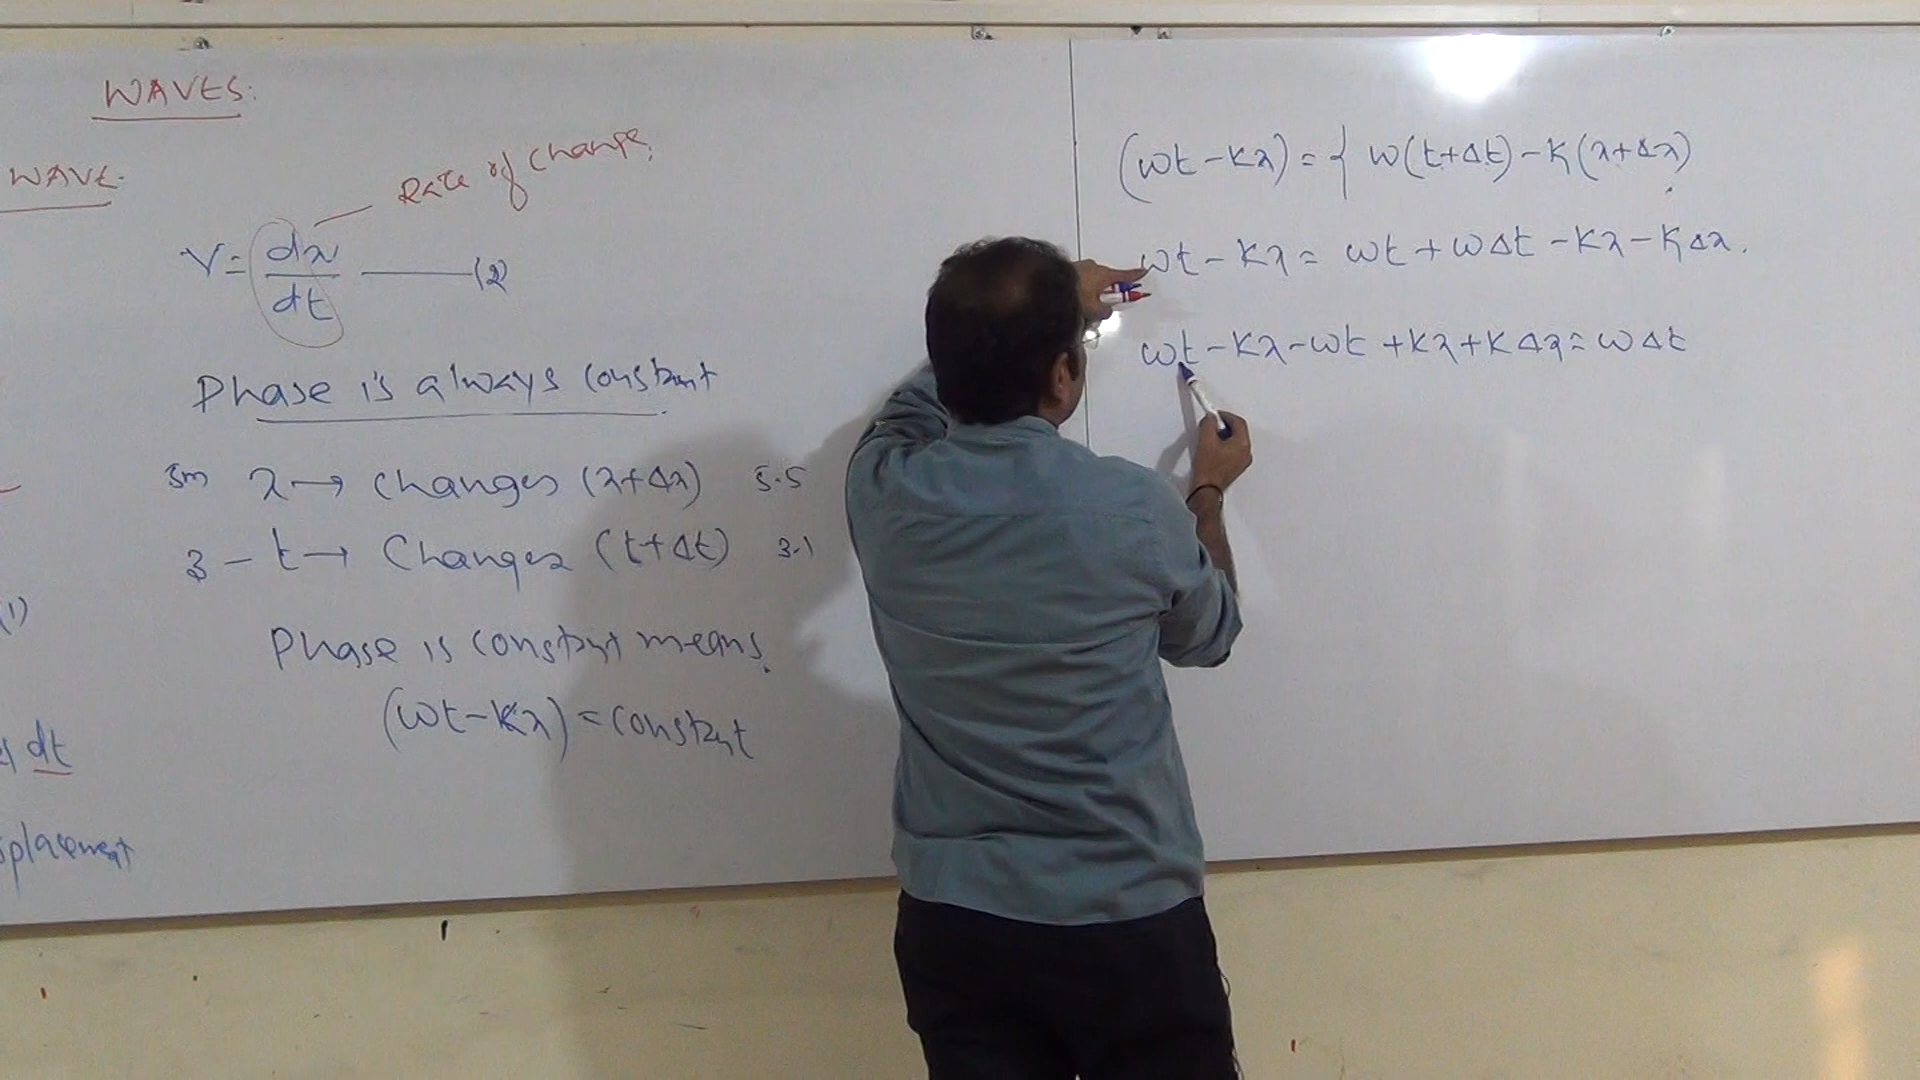 WAVES:
WAVE.
Rate of Change.
V = dx/dt —— (2)
Phase is always constant
5m x → changes (x+Δx) 5.5
3 – t → Changes (t+Δt) 3.1
(1)
Phase is constant means.
(ωt-kx) = constant
dt
splacement
(ωt-kx) = { ω(t+Δt)-k(x+Δx)
ωt-kx = ωt+ωΔt-kx-kΔx.
ωt-kx-ωt+kx+kΔx=ωΔt